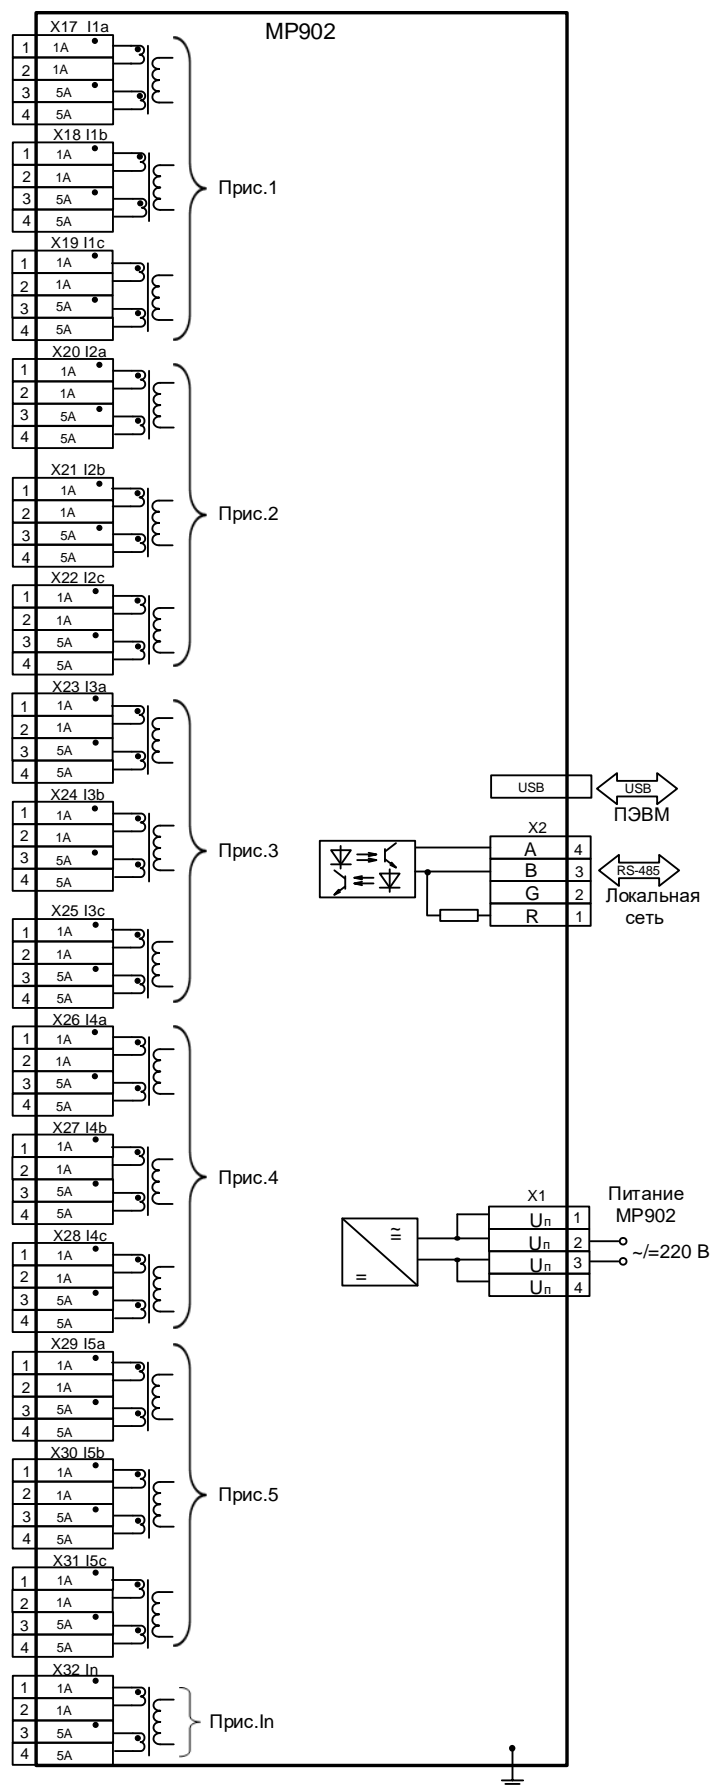 МР902
X17 I1a
1 1A
2 1A
3 5A
4 5A
X18 I1b
1 1A
2 1A
3 5A
4 5A
X19 I1c
1 1A
2 1A
3 5A
4 5A
Прис.1
X20 I2a
1 1A
2 1A
3 5A
4 5A
X21 I2b
1 1A
2 1A
3 5A
4 5A
X22 I2c
1 1A
2 1A
3 5A
4 5A
Прис.2
X23 I3a
1 1A
2 1A
3 5A
4 5A
X24 I3b
1 1A
2 1A
3 5A
4 5A
X25 I3c
1 1A
2 1A
3 5A
4 5A
Прис.3
X26 I4a
1 1A
2 1A
3 5A
4 5A
X27 I4b
1 1A
2 1A
3 5A
4 5A
X28 I4c
1 1A
2 1A
3 5A
4 5A
Прис.4
X29 I5a
1 1A
2 1A
3 5A
4 5A
X30 I5b
1 1A
2 1A
3 5A
4 5A
X31 I5c
1 1A
2 1A
3 5A
4 5A
Прис.5
X32 In
1 1A
2 1A
3 5A
4 5A
Прис.In
USB
USB
ПЭВМ
X2
A 4
B 3
G 2
R 1
RS-485
Локальная
сеть
X1
Uп 1
Uп 2
Uп 3
Uп 4
Питание
МР902
~/=220 В
≂
=